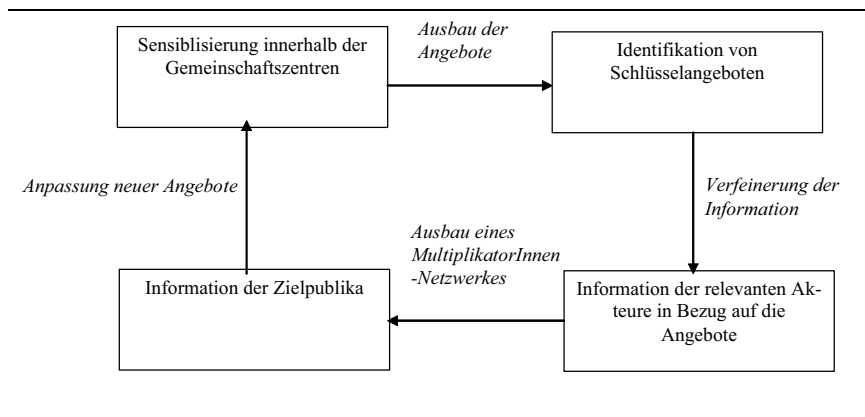 Sensiblisierung innerhalb der
Gemeinschaftszentren
Ausbau der
Angebote
Identifikation von
Schlüsselangeboten
Verfeinerung der
Information
Information der relevanten Ak-
teure in Bezug auf die
Angebote
Ausbau eines
MultiplikatorInnen
-Netzwerkes
Information der Zielpublika
Anpassung neuer Angebote